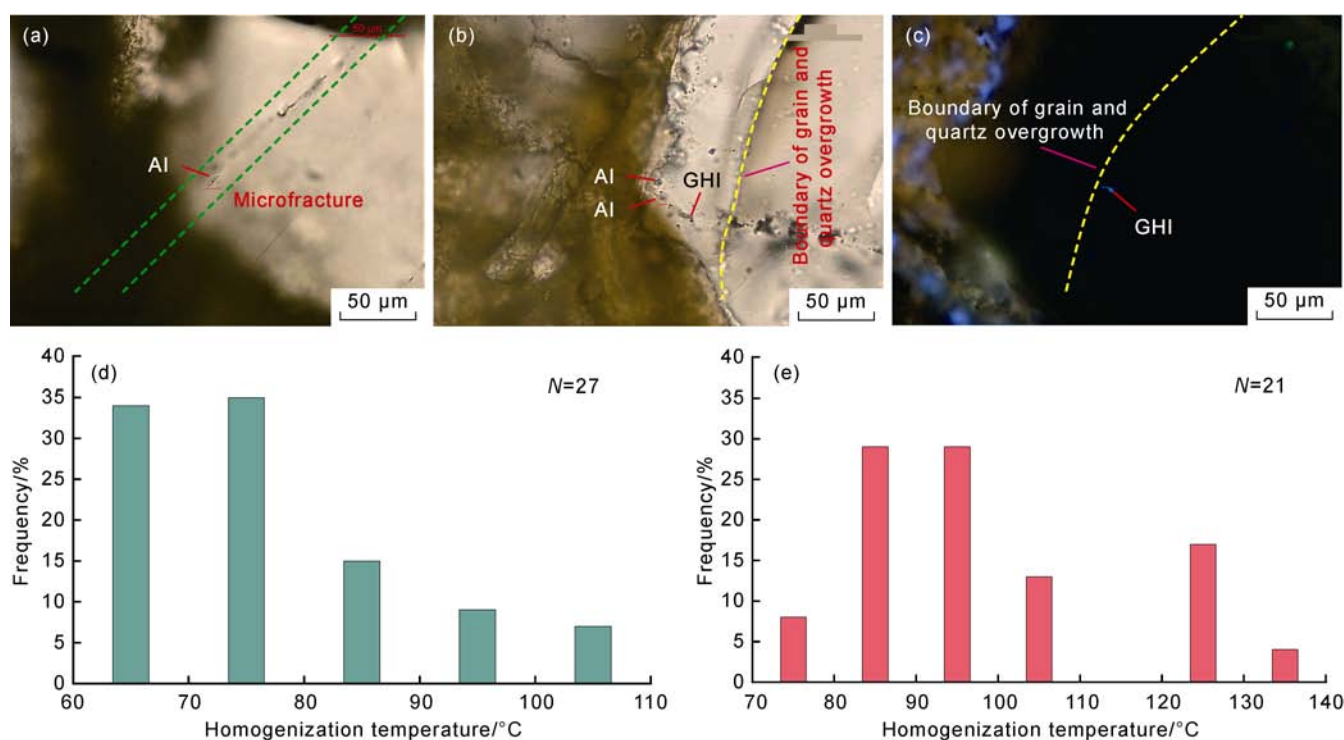 (a)
50 µm
AI
Microfracture
50 µm
(b)
AI
AI
GHI
Boundary of grain and
quartz overgrowth
50 µm
(c)
Boundary of grain and
quartz overgrowth
GHI
50 µm
(d)
N=27
Frequency/%
40
35
30
25
20
15
10
5
0
60
70
80
90
100
110
Homogenization temperature/°C
(e)
N=21
Frequency/%
40
35
30
25
20
15
10
5
0
70
80
90
100
110
120
130
140
Homogenization temperature/°C